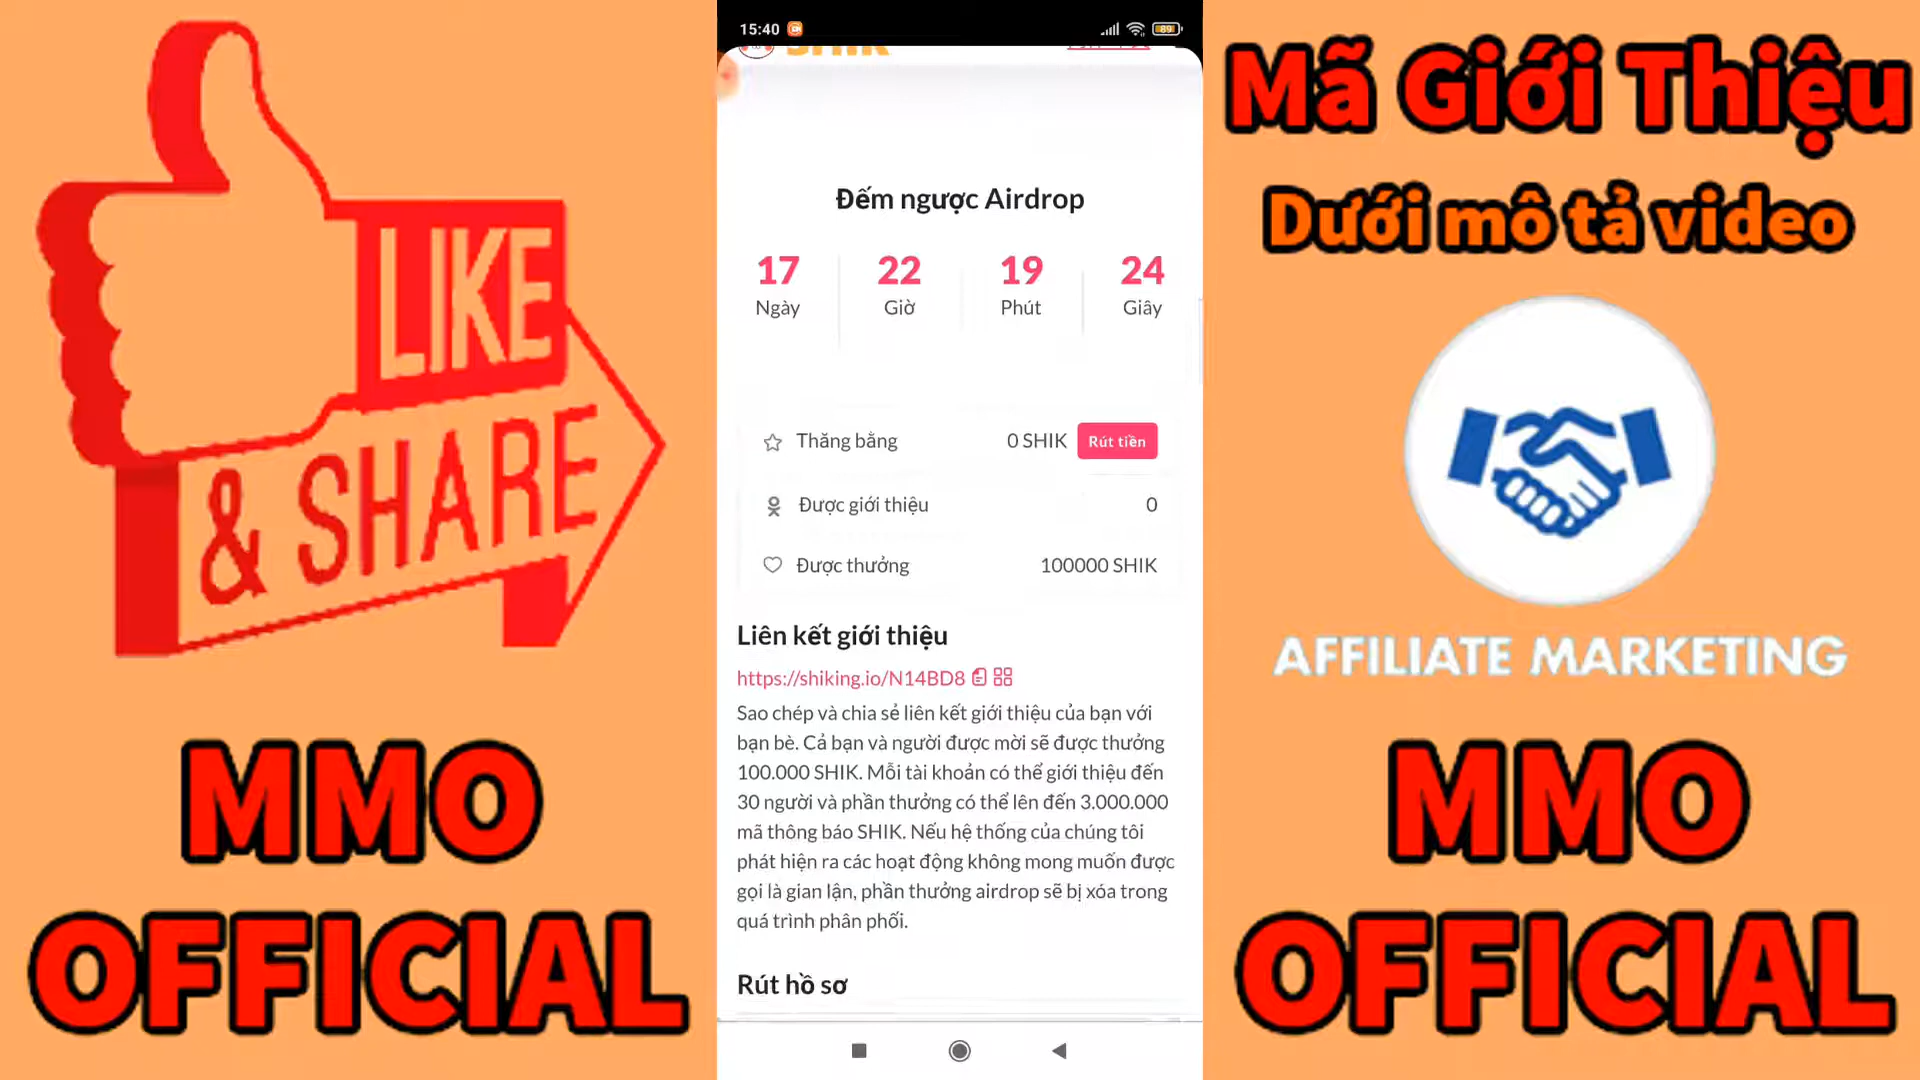 LIKE
& SHARE
MMO
OFFICIAL
15:40
89
SHIK
Đếm ngược Airdrop
17 22 19 24
Ngày Giờ Phút Giây
Thăng bằng 0 SHIK Rút tiền
Được giới thiệu 0
Được thưởng 100000 SHIK
Liên kết giới thiệu
https://shiking.io/N14BD8
Sao chép và chia sẻ liên kết giới thiệu của bạn với
bạn bè. Cả bạn và người được mời sẽ được thưởng
100.000 SHIK. Mỗi tài khoản có thể giới thiệu đến
30 người và phần thưởng có thể lên đến 3.000.000
mã thông báo SHIK. Nếu hệ thống của chúng tôi
phát hiện ra các hoạt động không mong muốn được
gọi là gian lận, phần thưởng airdrop sẽ bị xóa trong
quá trình phân phối.
Rút hồ sơ
Mã Giới Thiệu
Dưới mô tả video
AFFILIATE MARKETING
MMO
OFFICIAL